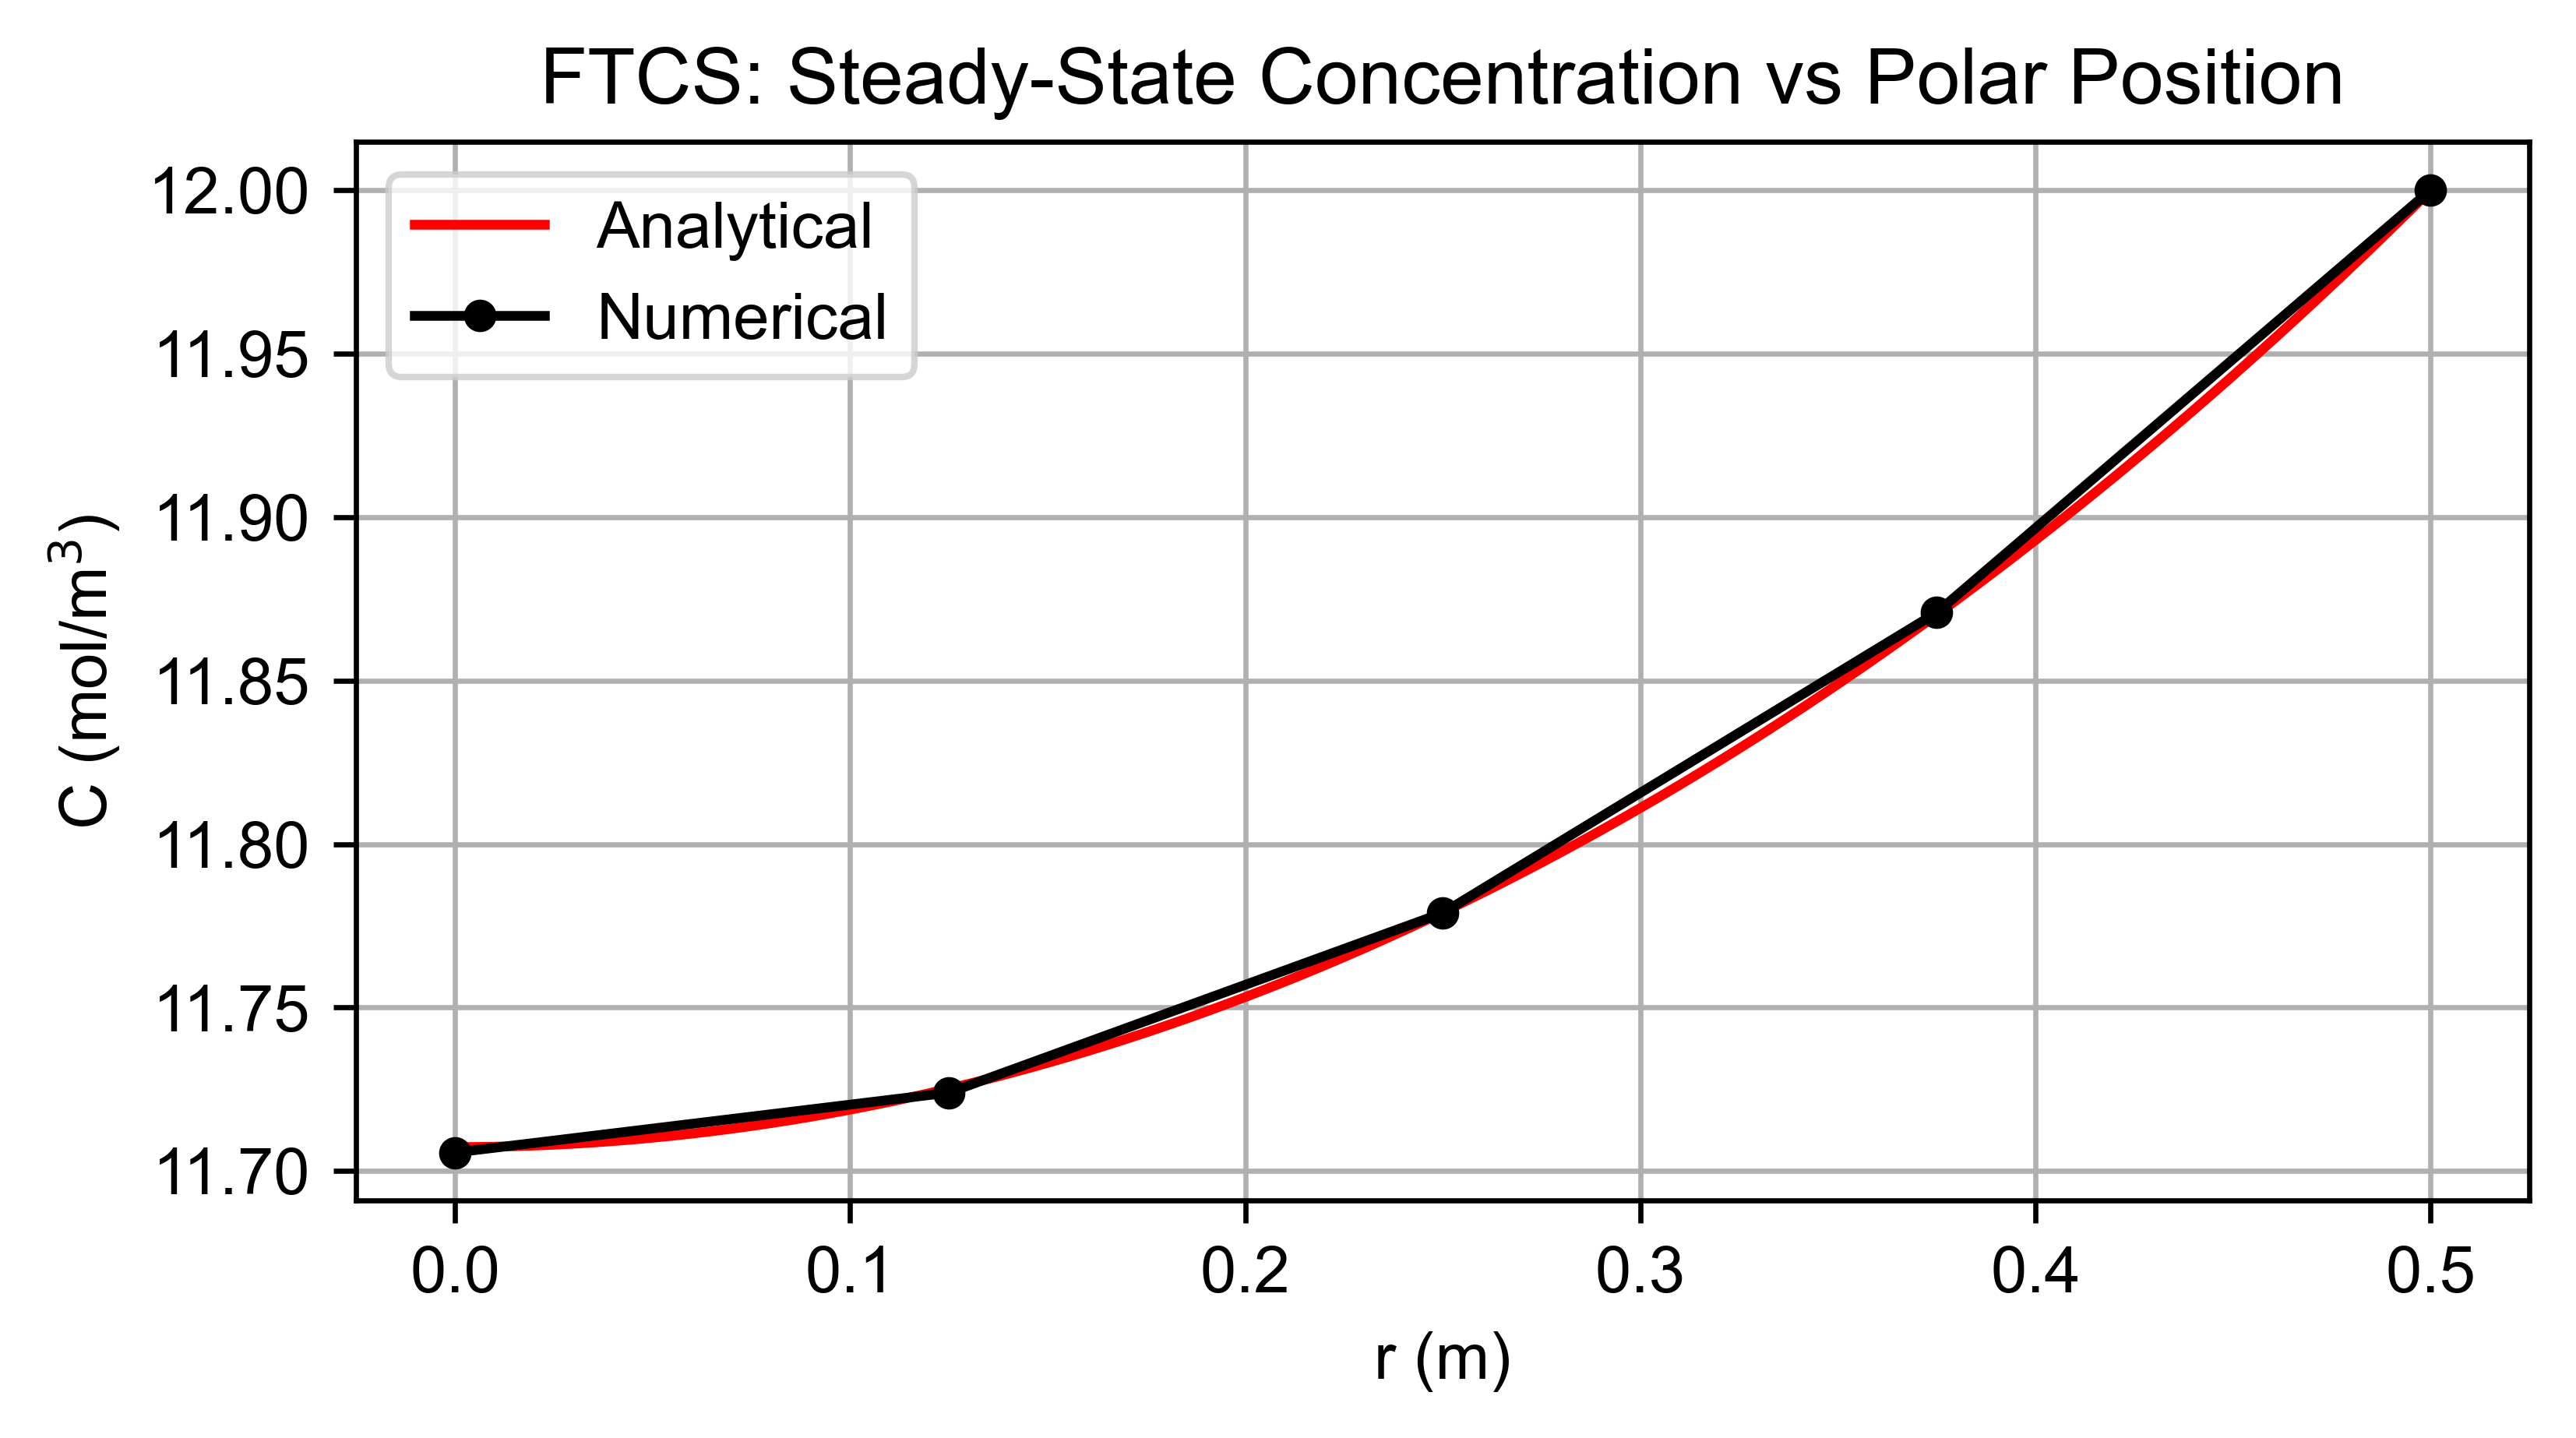 FTCS: Steady-State Concentration vs Polar Position
Analytical
Numerical
12.00
11.95
11.90
11.85
11.80
11.75
11.70
C (mol/m³)
0.0 0.1 0.2 0.3 0.4 0.5
r (m)